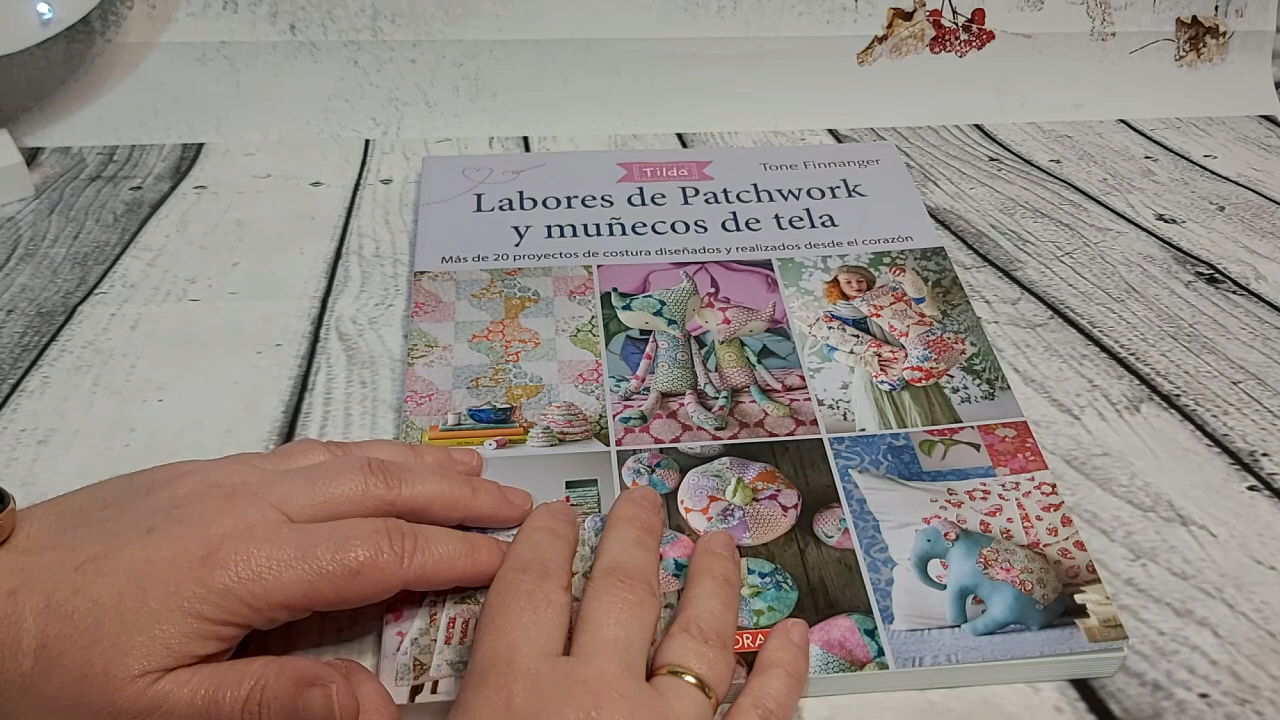 Tilda
Tone Finnanger
Labores de Patchwork
y muñecos de tela
Más de 20 proyectos de costura diseñados y realizados desde el corazón